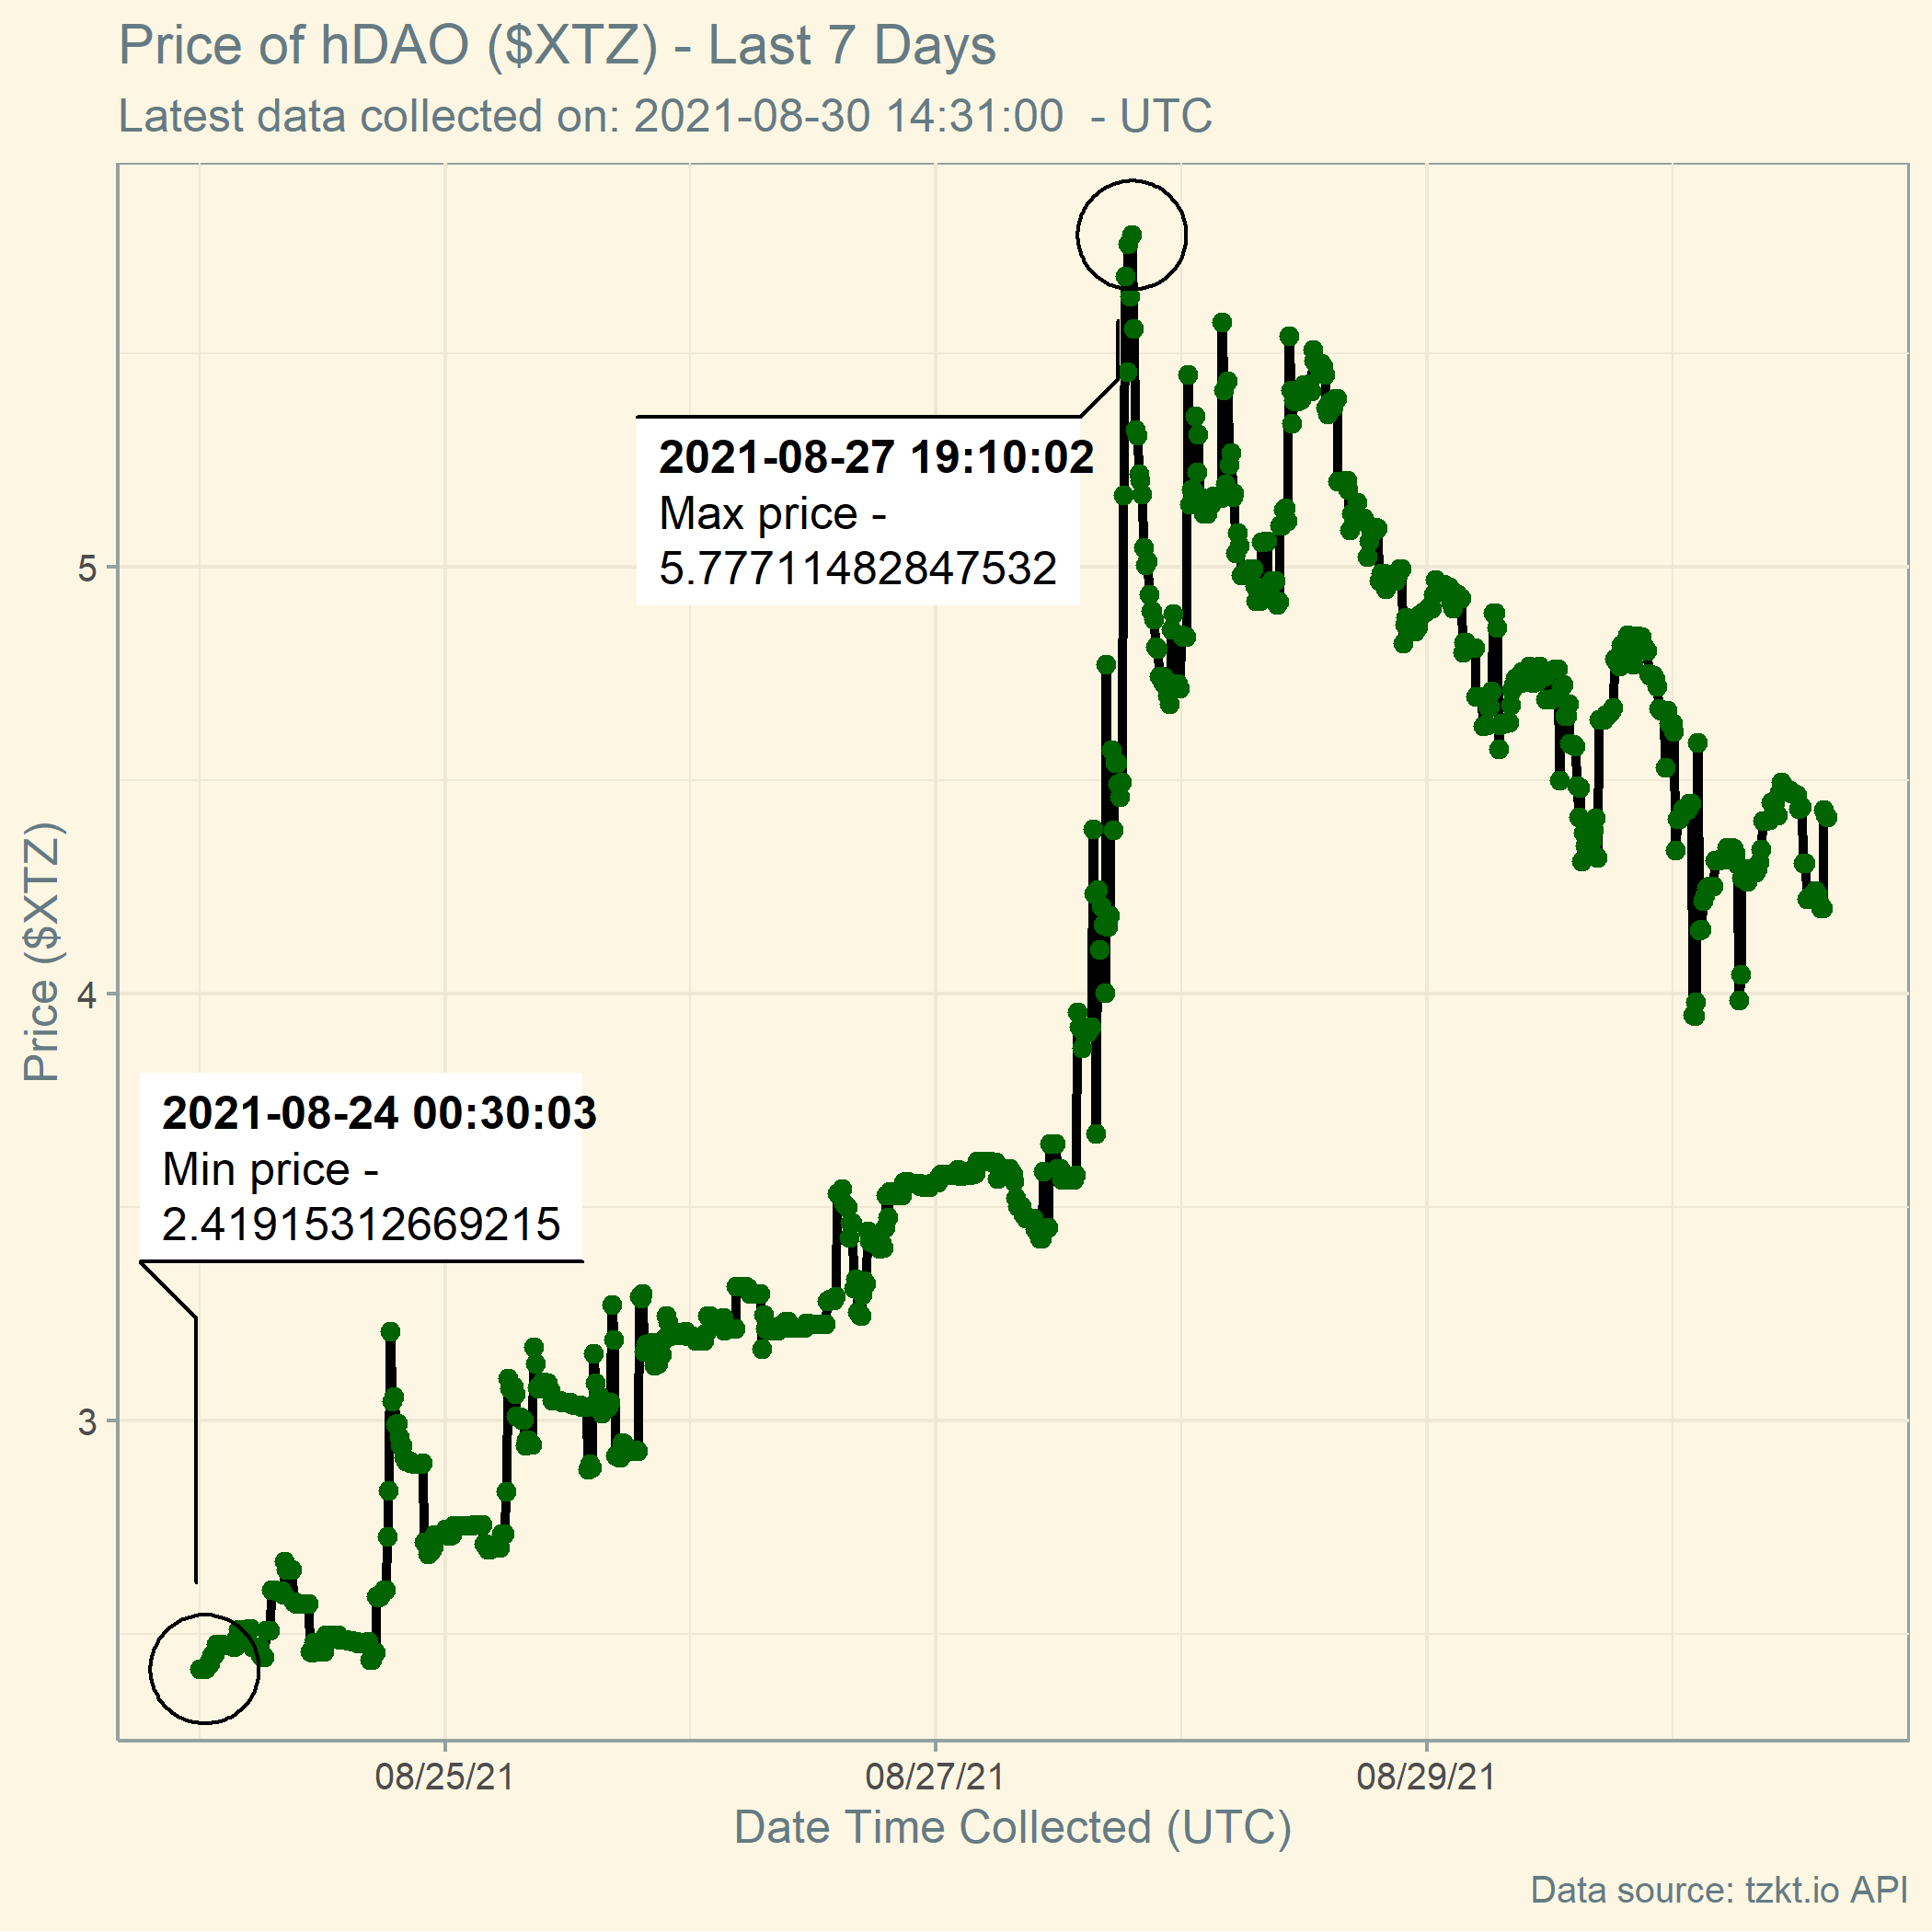 Price of hDAO ($XTZ) - Last 7 Days
Latest data collected on: 2021-08-30 14:31:00  - UTC
2021-08-27 19:10:02
Max price -
5.77711482847532
5
4
3
Price ($XTZ)
2021-08-24 00:30:03
Min price -
2.41915312669215
08/25/21
08/27/21
08/29/21
Date Time Collected (UTC)
Data source: tzkt.io API